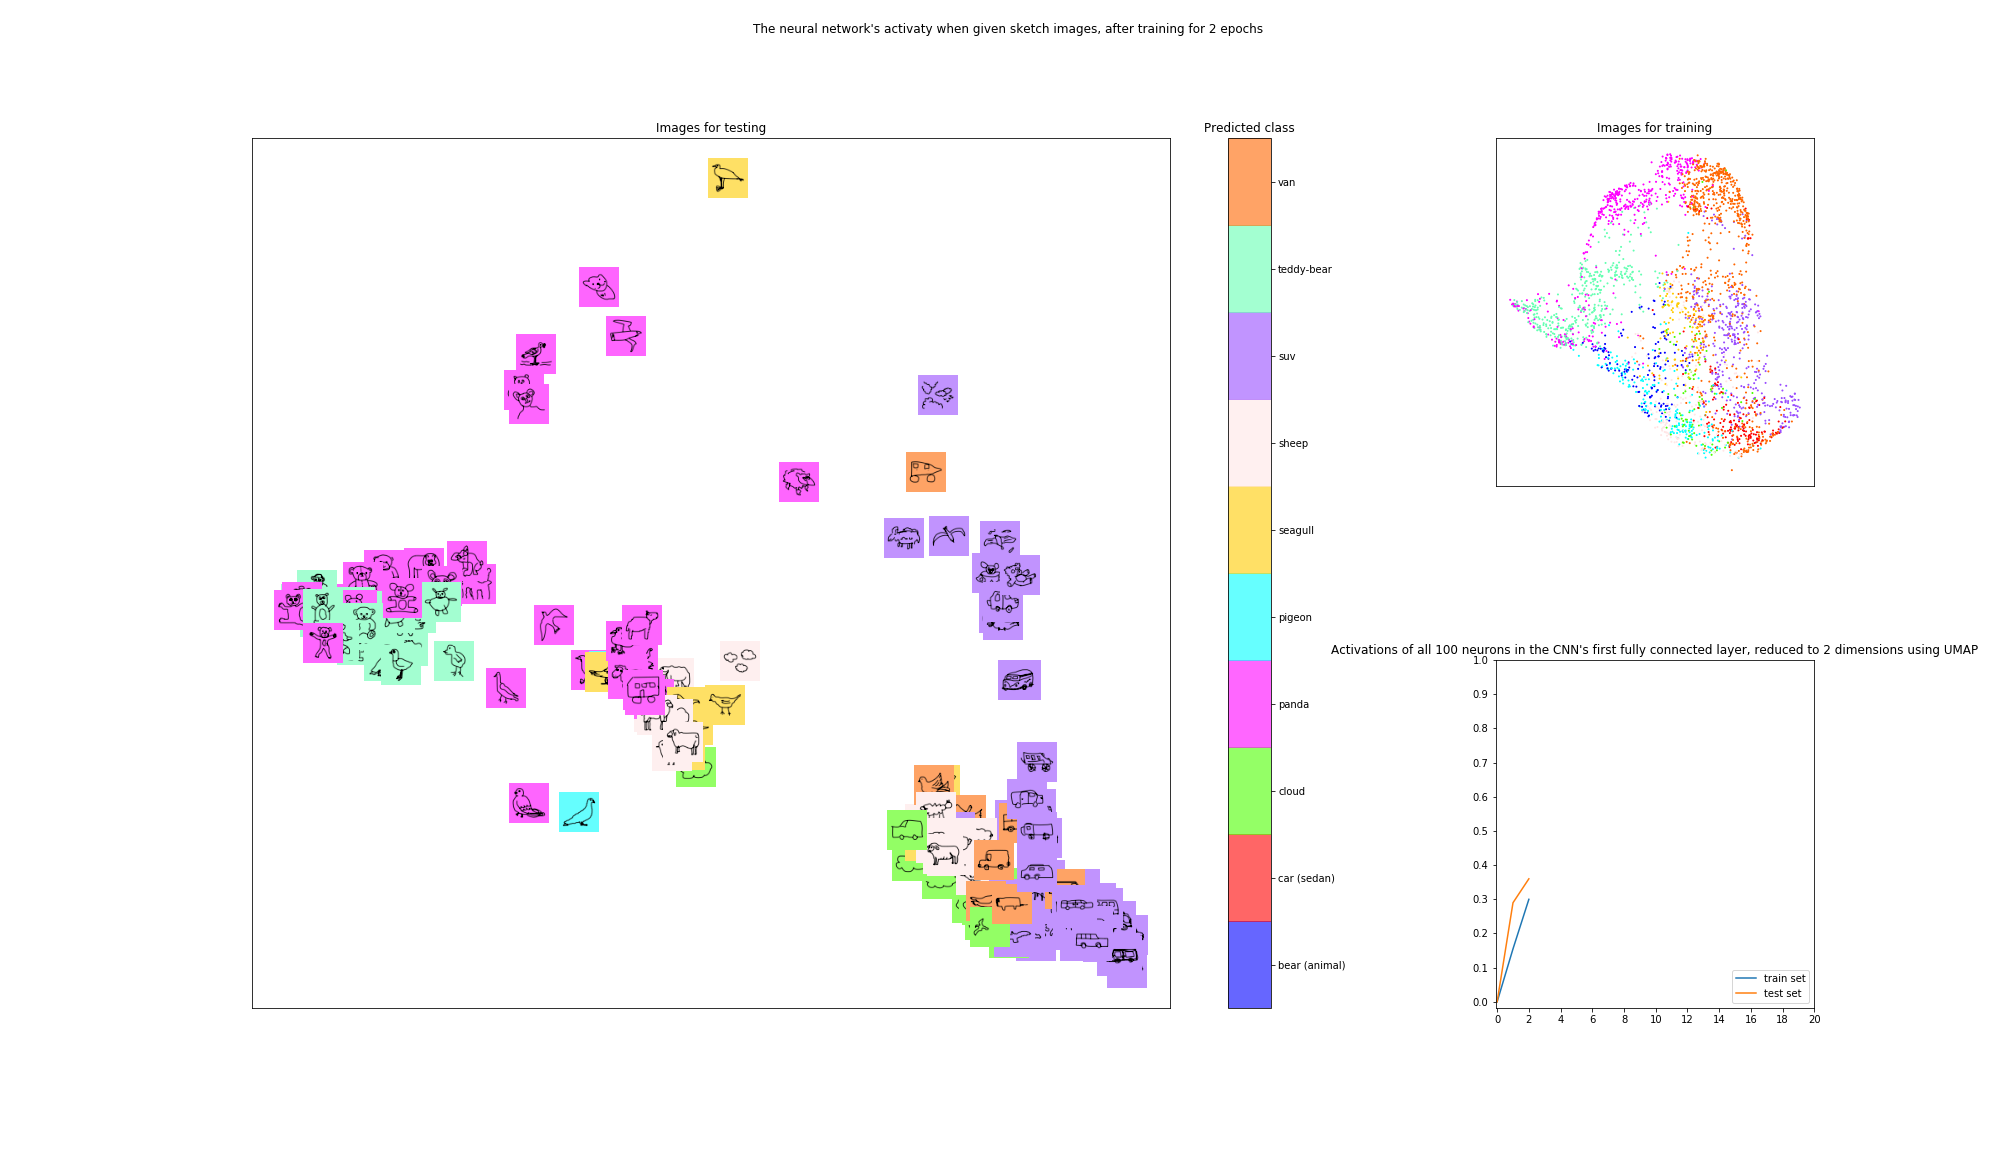 The neural network's activaty when given sketch images, after training for 2 epochs
Images for testing
Predicted class
van
teddy-bear
suv
sheep
seagull
pigeon
panda
cloud
car (sedan)
bear (animal)
Images for training
Activations of all 100 neurons in the CNN's first fully connected layer, reduced to 2 dimensions using UMAP
1.0
0.9
0.8
0.7
0.6
0.5
0.4
0.3
0.2
0.1
0.0
train set
test set
0 2 4 6 8 10 12 14 16 18 20